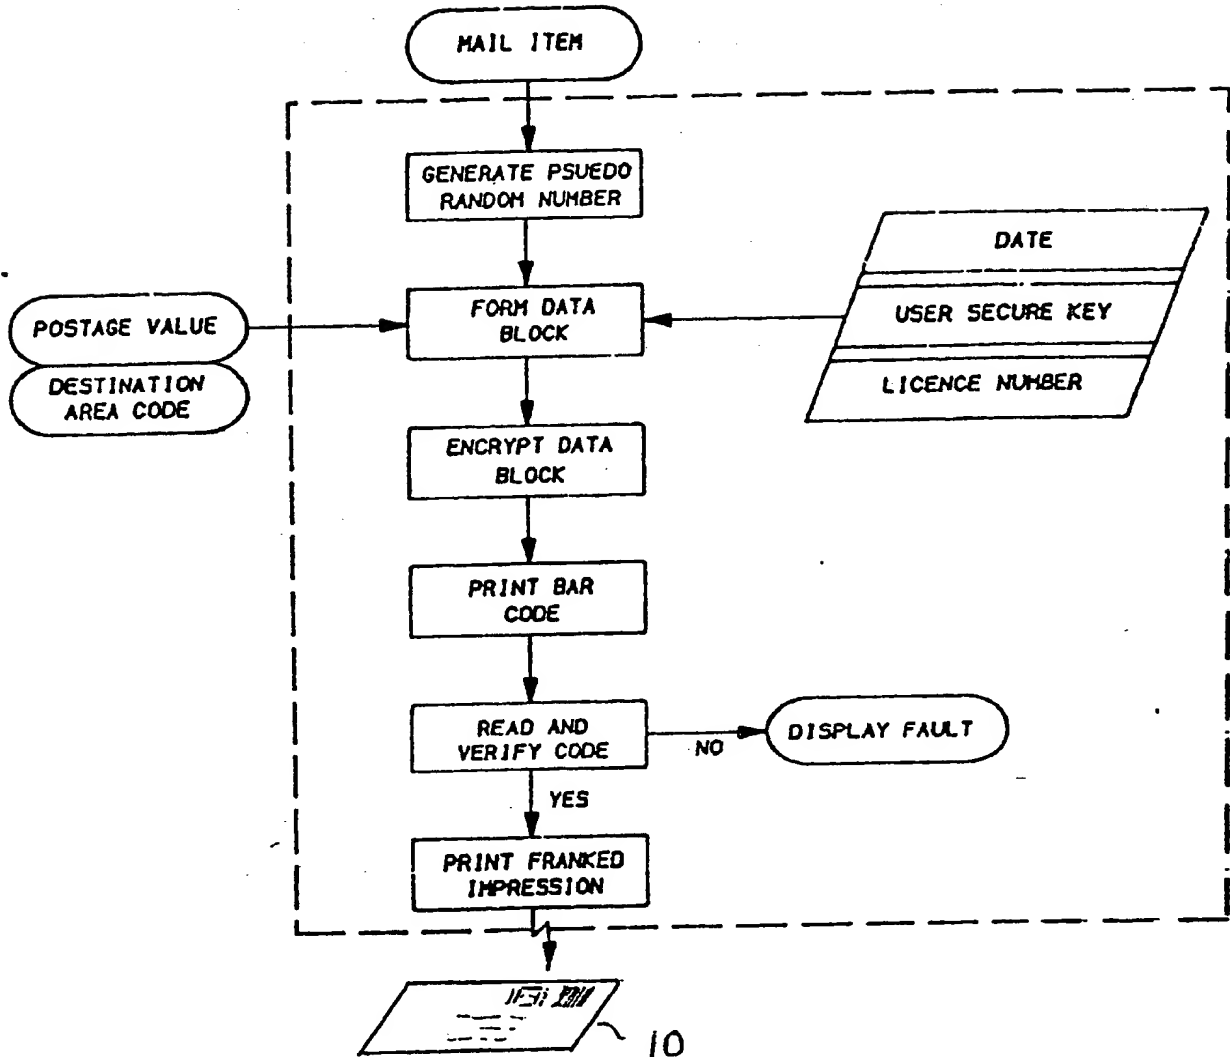 MAIL ITEM
GENERATE PSUEDO
RANDOM NUMBER
DATE
POSTAGE VALUE
FORM DATA
BLOCK
USER SECURE KEY
DESTINATION
AREA CODE
LICENCE NUMBER
ENCRYPT DATA
BLOCK
PRINT BAR
CODE
READ AND
VERIFY CODE
NO
DISPLAY FAULT
YES
PRINT FRANKED
IMPRESSION
10